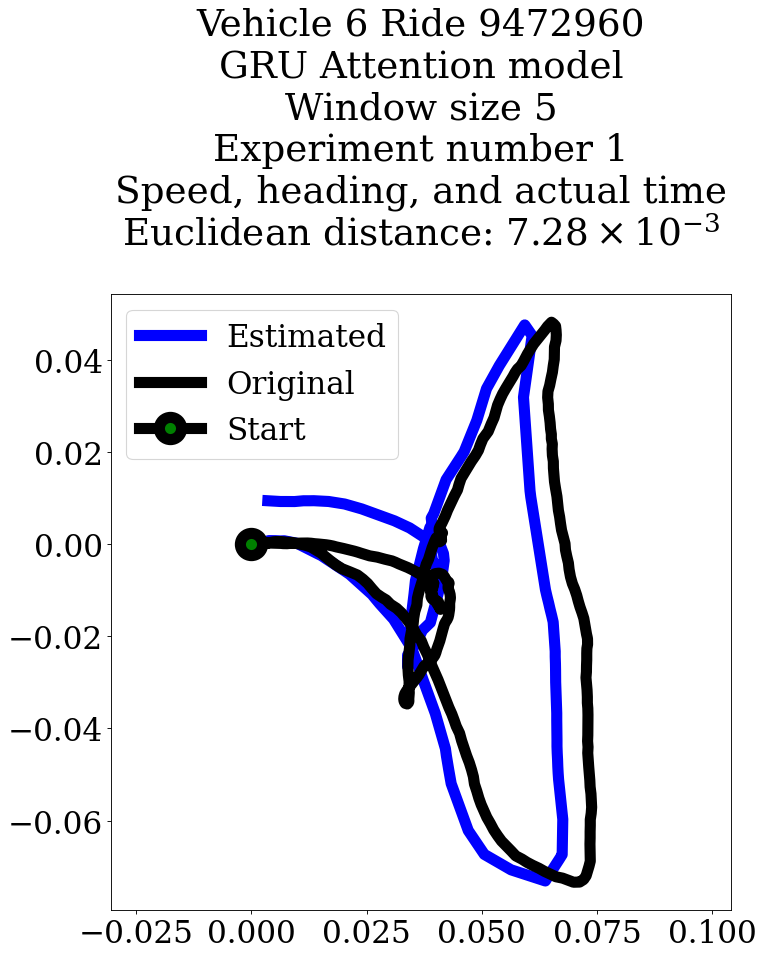 Vehicle 6 Ride 9472960
GRU Attention model
Window size 5
Experiment number 1
Speed, heading, and actual time
Euclidean distance: 7.28 × 10⁻³
Estimated
Original
Start
0.04
0.02
0.00
−0.02
−0.04
−0.06
−0.025 0.000 0.025 0.050 0.075 0.100